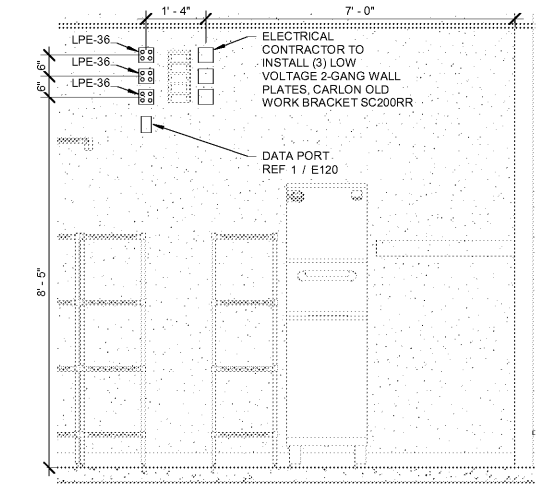 1' - 4"
7' - 0"
LPE-36
LPE-36
LPE-36
ELECTRICAL
CONTRACTOR TO
INSTALL (3) LOW
VOLTAGE 2-GANG WALL
PLATES, CARLON OLD
WORK BRACKET SC200RR
6"
6"
DATA PORT
REF 1 / E120
8' - 5"